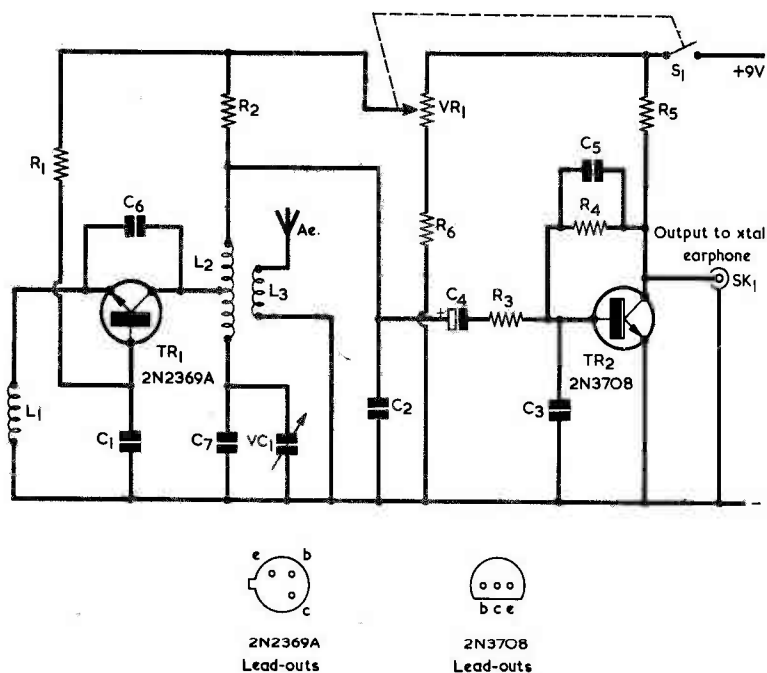 S1
+9V
R2
VR1
R5
R1
C5
C6
R4
Ae.
R6
L2
L3
Output to xtal
earphone
SK1
C4
+
R3
TR1
2N2369A
TR2
2N3708
L1
C1
C7
VC1
C2
C3
-
e
b
c
2N2369A
Lead-outs
b c e
2N3708
Lead-outs